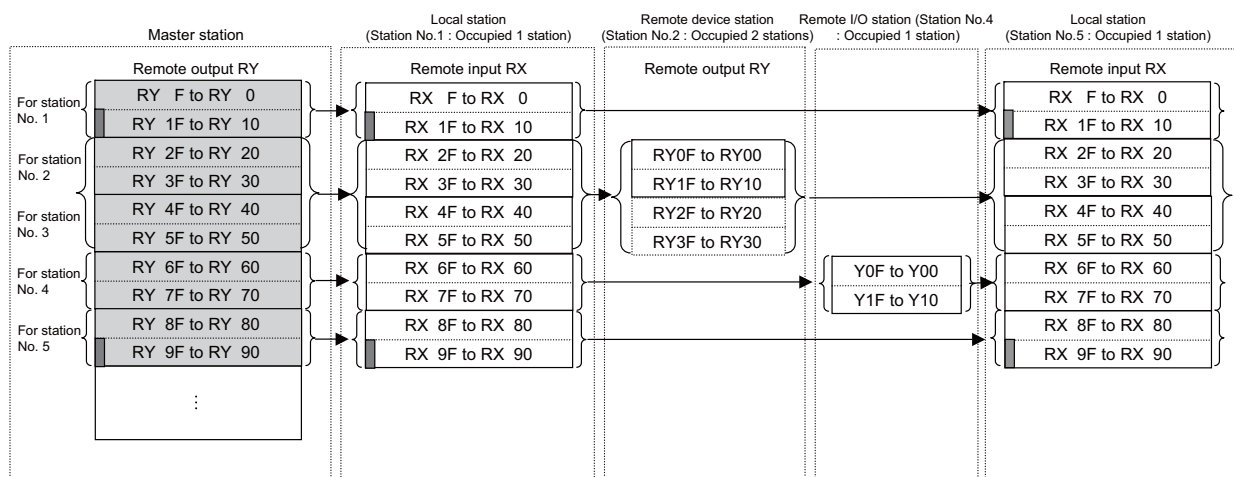 Master station
Local station
(Station No.1 : Occupied 1 station)
Remote device station
(Station No.2 : Occupied 2 stations)
Remote I/O station (Station No.4
: Occupied 1 station)
Local station
(Station No.5 : Occupied 1 station)
Remote output RY
Remote input RX
Remote output RY
Remote input RX
For station
No. 1
RY F to RY 0
RY 1F to RY 10
For station
No. 2
RY 2F to RY 20
RY 3F to RY 30
For station
No. 3
RY 4F to RY 40
RY 5F to RY 50
For station
No. 4
RY 6F to RY 60
RY 7F to RY 70
For station
No. 5
RY 8F to RY 80
RY 9F to RY 90
⋮
RX F to RX 0
RX 1F to RX 10
RX 2F to RX 20
RX 3F to RX 30
RX 4F to RX 40
RX 5F to RX 50
RX 6F to RX 60
RX 7F to RX 70
RX 8F to RX 80
RX 9F to RX 90
RY0F to RY00
RY1F to RY10
RY2F to RY20
RY3F to RY30
Y0F to Y00
Y1F to Y10
RX F to RX 0
RX 1F to RX 10
RX 2F to RX 20
RX 3F to RX 30
RX 4F to RX 40
RX 5F to RX 50
RX 6F to RX 60
RX 7F to RX 70
RX 8F to RX 80
RX 9F to RX 90